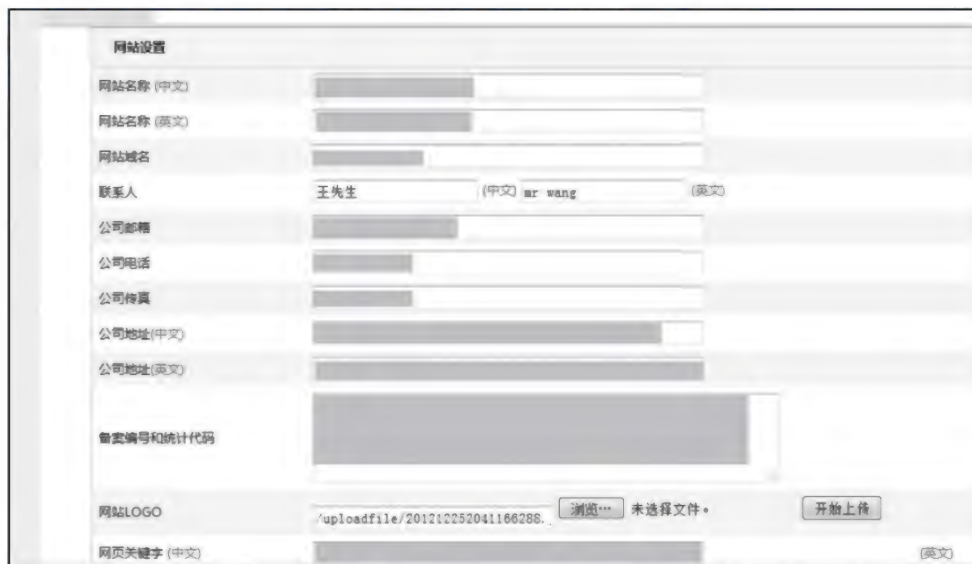 网站设置
网站名称 (中文)
网站名称 (英文)
网站域名
联系人 王先生 (中文) mr wang (英文)
公司邮箱
公司电话
公司传真
公司地址(中文)
公司地址(英文)
备案编号和统计代码
网站LOGO /uploadfile/201212252041166288. 浏览… 未选择文件。 开始上传
网页关键字 (中文) (英文)